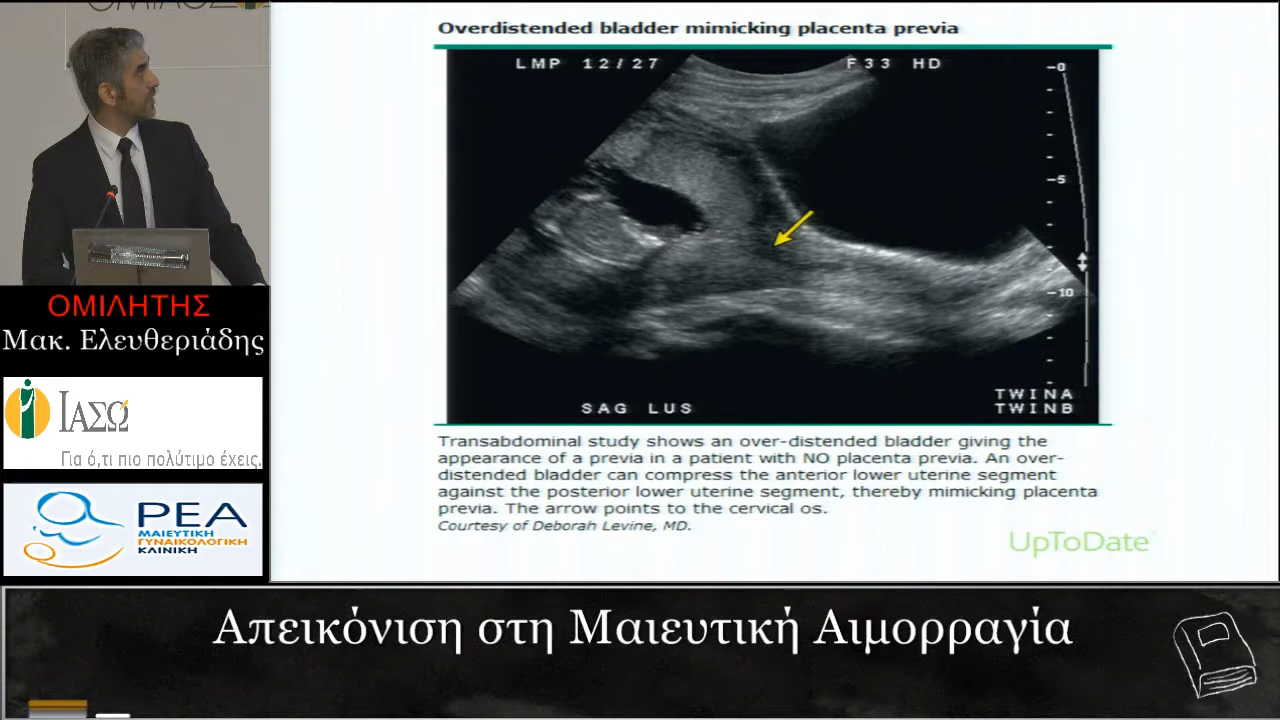 Overdistended bladder mimicking placenta previa
LMP 12/27
F33 HD
0
5
10
TWINA
TWINB
SAG LUS
Transabdominal study shows an over-distended bladder giving the
appearance of a previa in a patient with NO placenta previa. An over-
distended bladder can compress the anterior lower uterine segment
against the posterior lower uterine segment, thereby mimicking placenta
previa. The arrow points to the cervical os.
Courtesy of Deborah Levine, MD.
UpToDate
ΟΜΙΛΗΤΗΣ
Μακ. Ελευθεριάδης
ΙΑΣΩ
Για ό,τι πιο πολύτιμο έχεις.
ΡΕΑ
ΜΑΙΕΥΤΙΚΗ
ΓΥΝΑΙΚΟΛΟΓΙΚΗ
ΚΛΙΝΙΚΗ
Απεικόνιση στη Μαιευτική Αιμορραγία